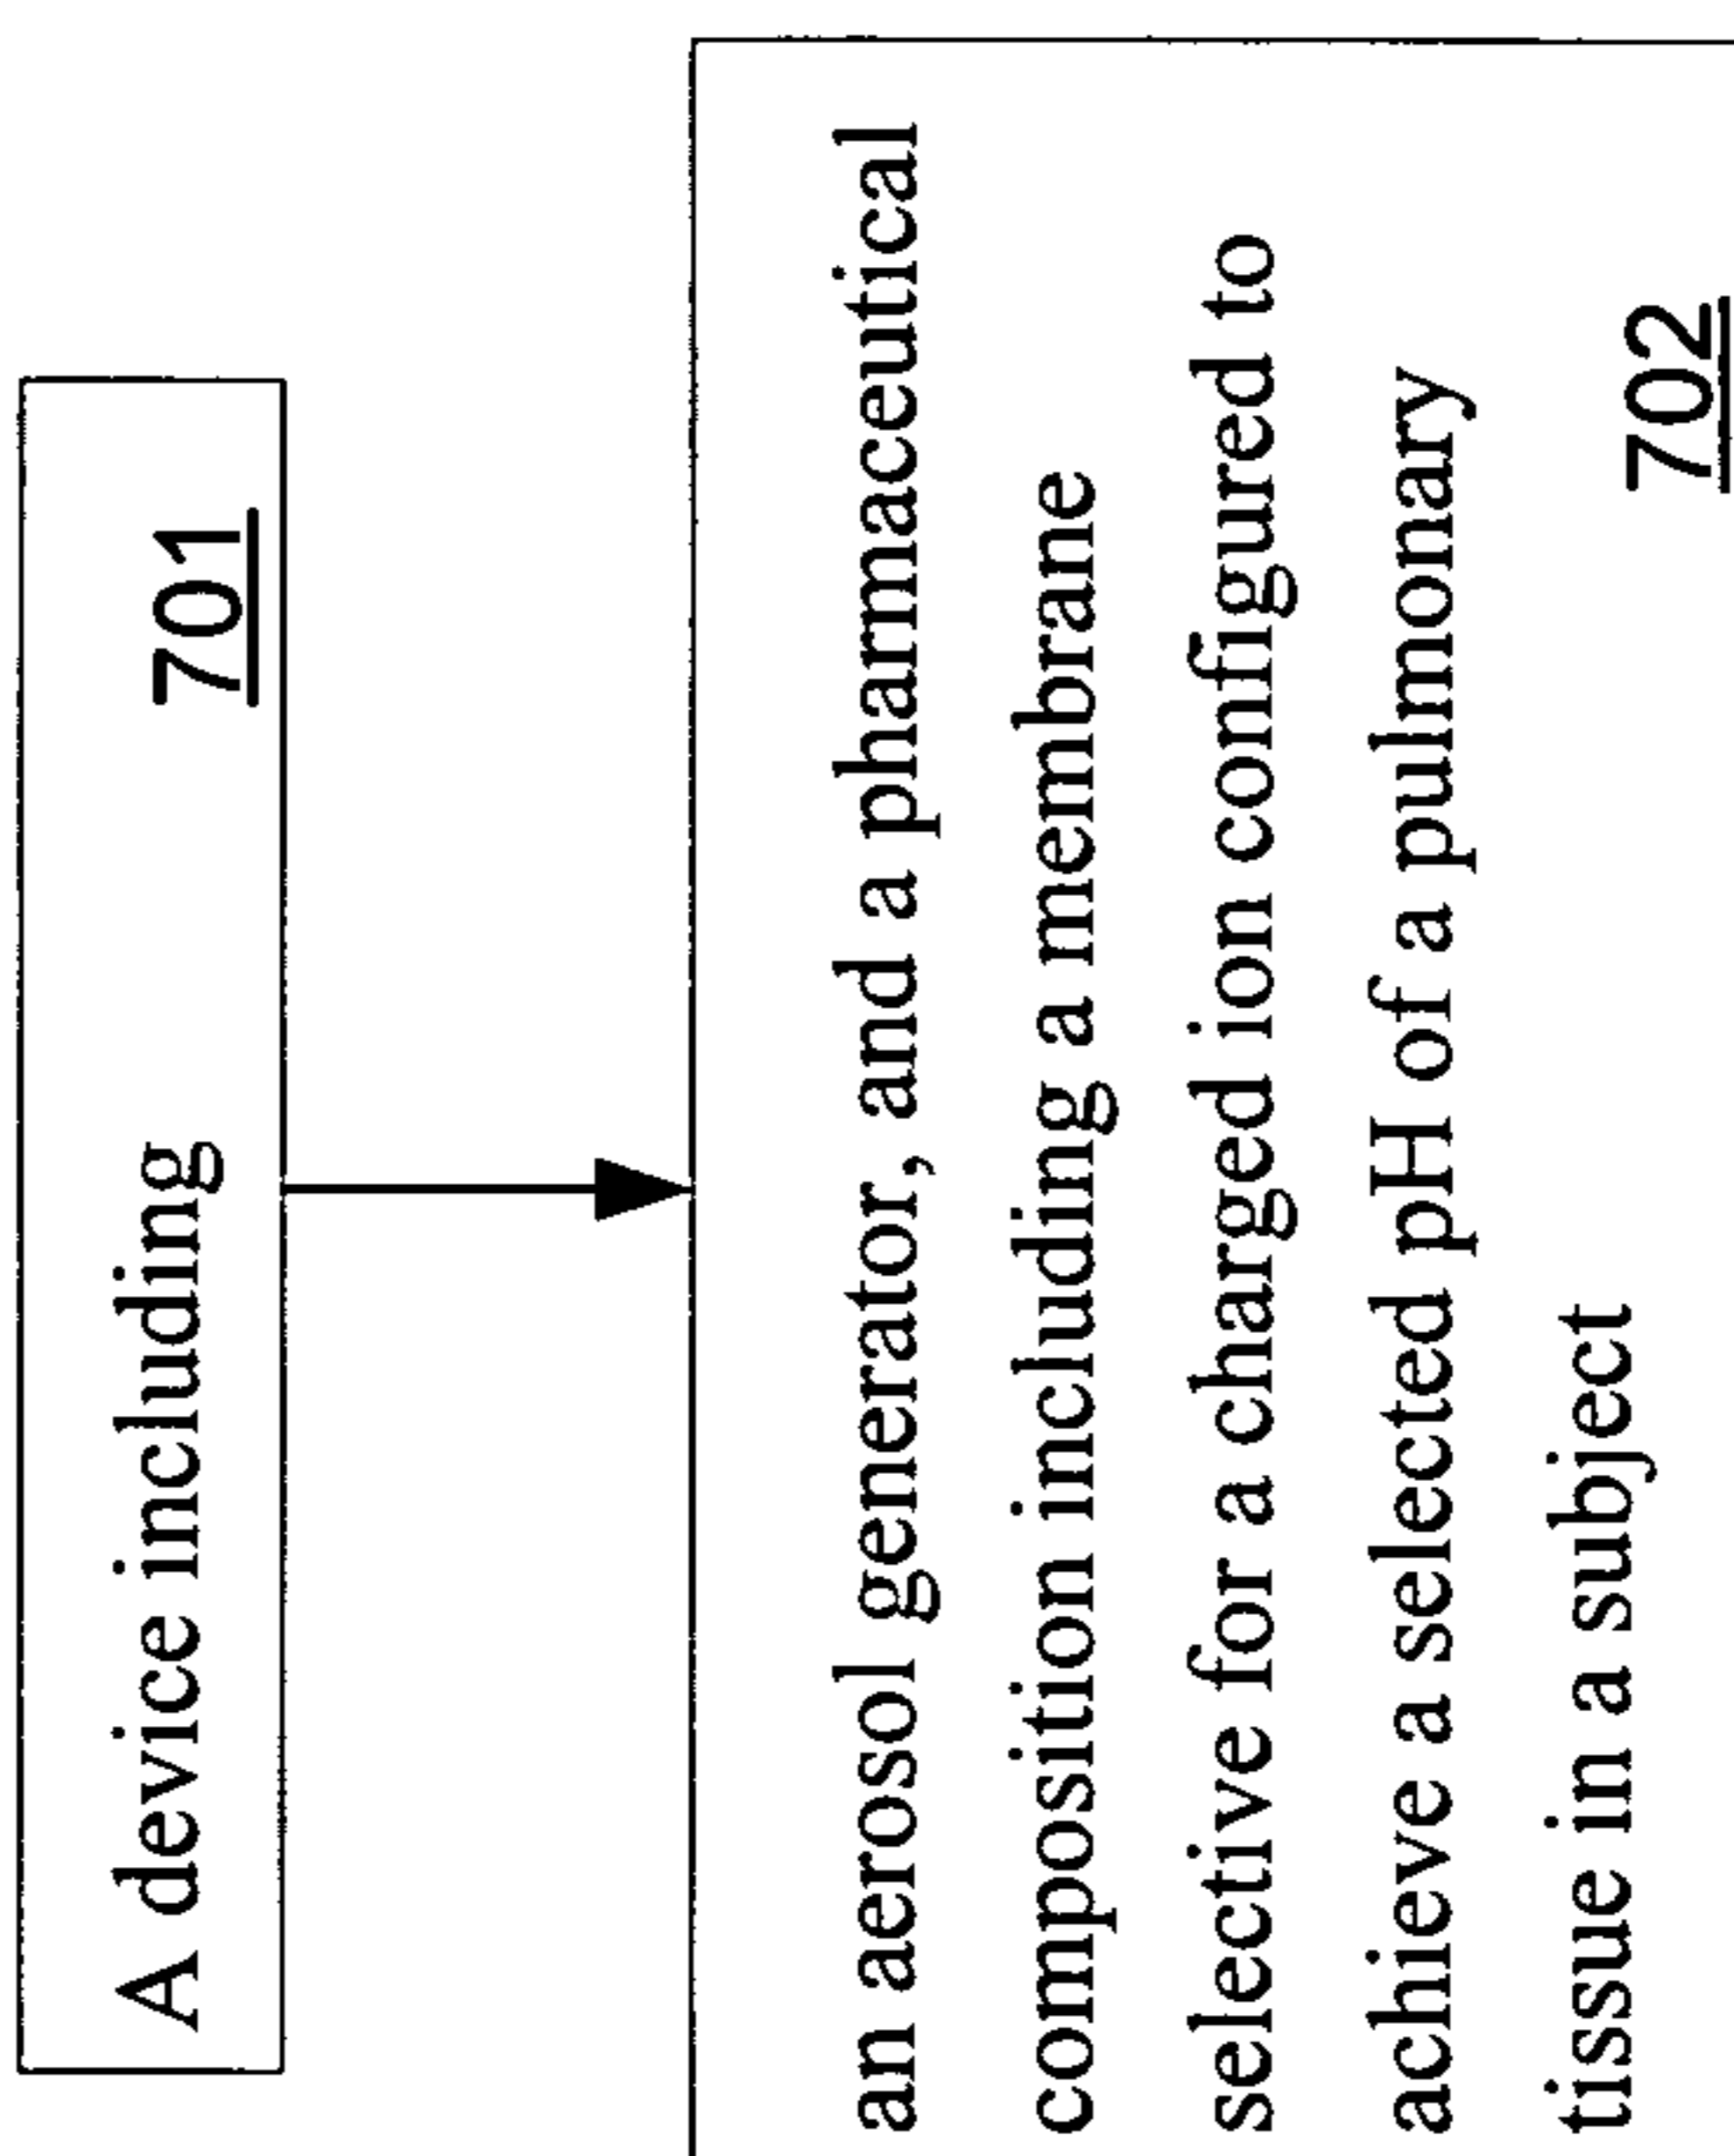 A device including 701
an aerosol generator, and a pharmaceutical
composition including a membrane
selective for a charged ion configured to
achieve a selected pH of a pulmonary
tissue in a subject
702